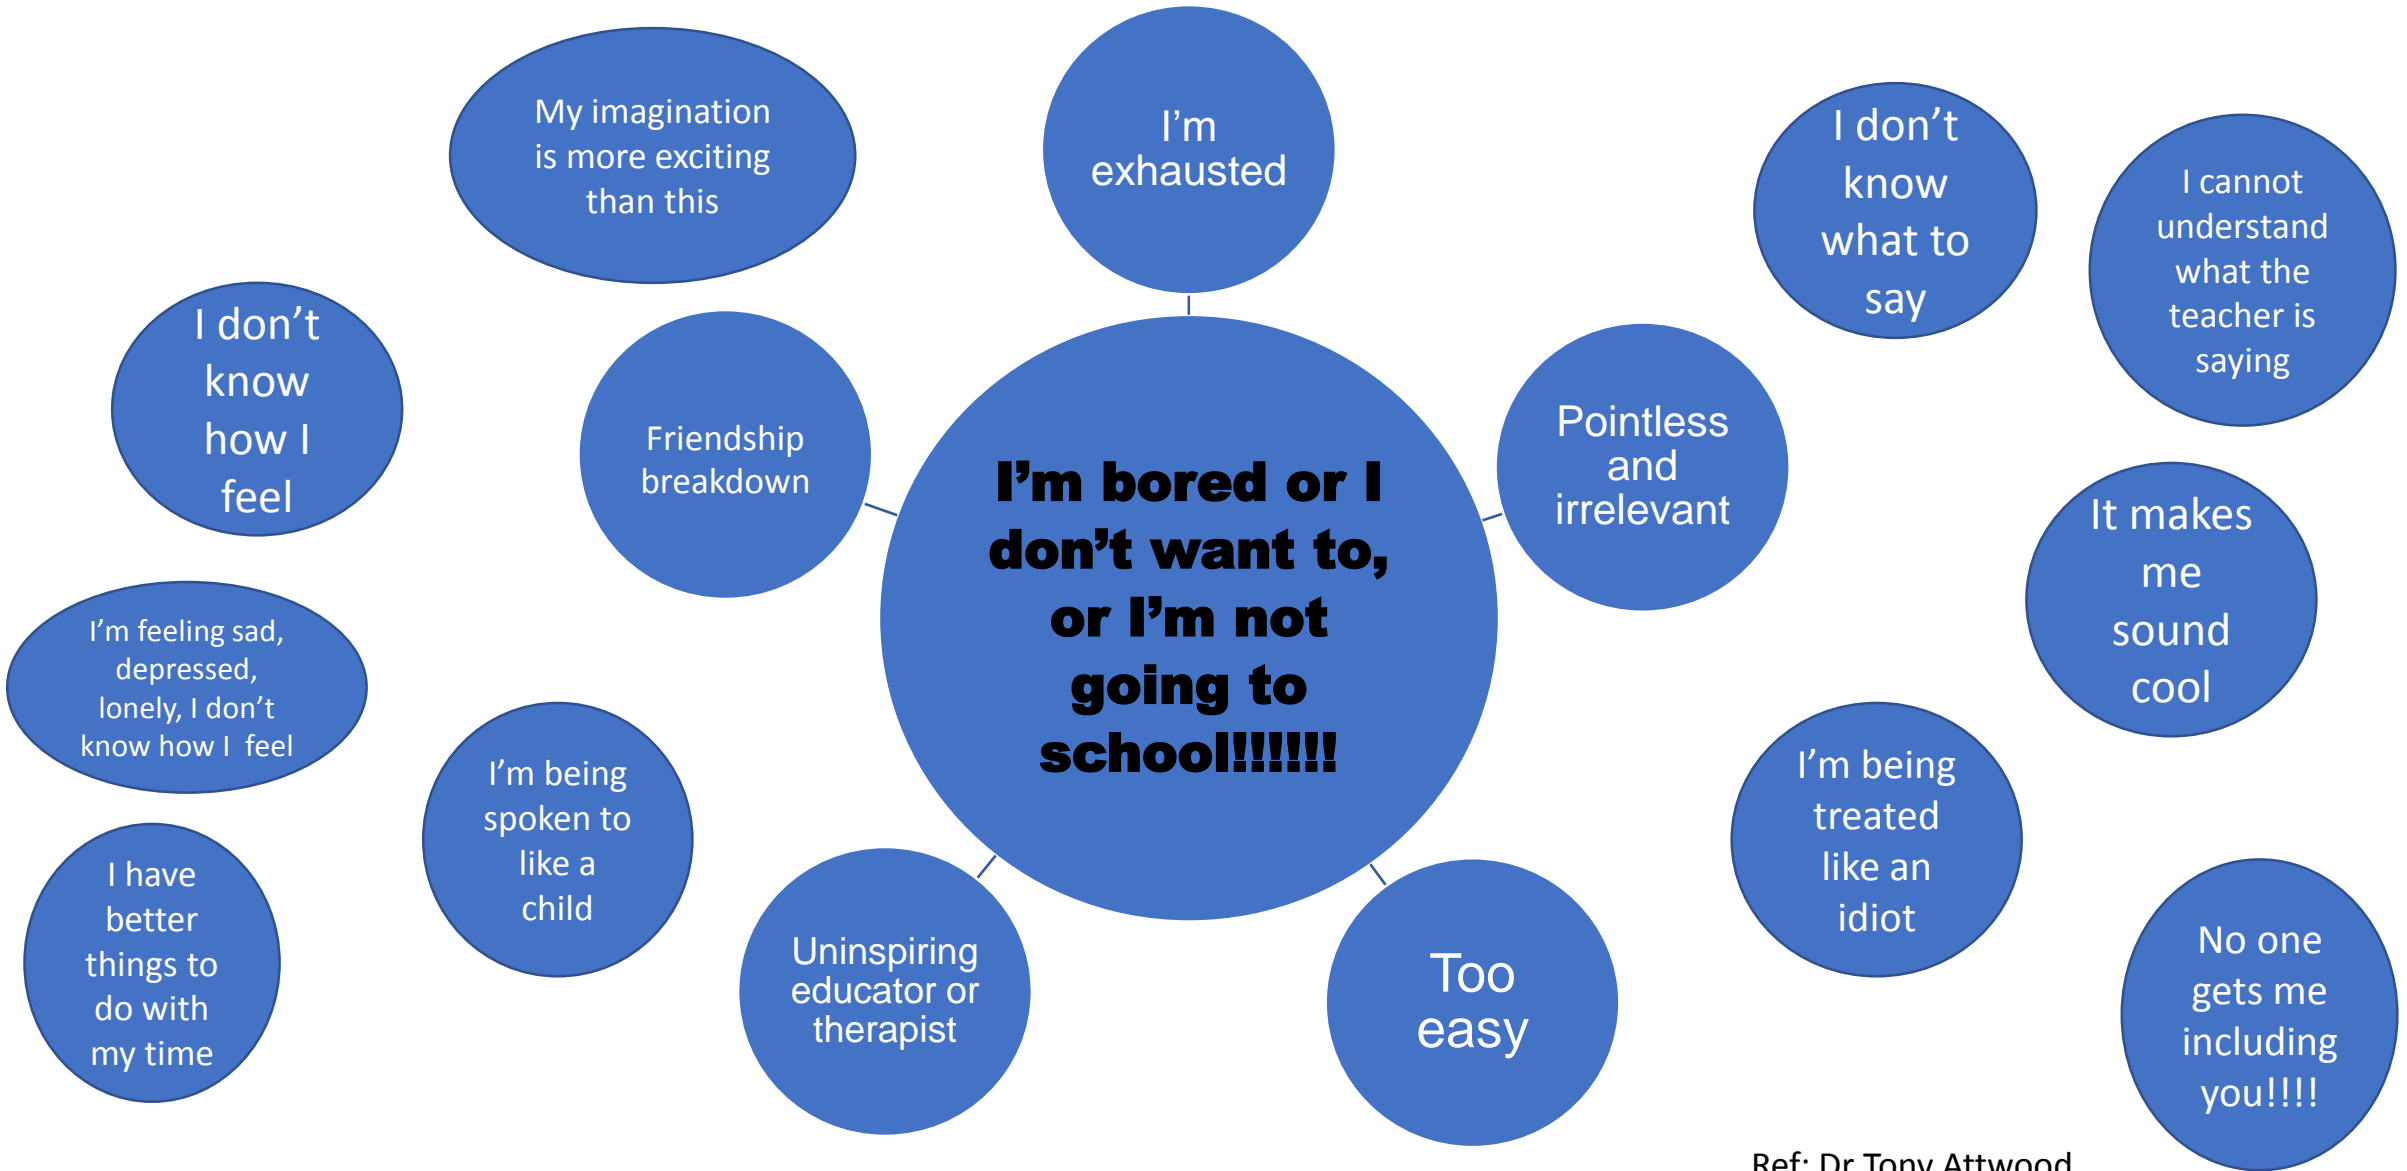 My imagination
is more exciting
than this
I'm
exhausted
I don't
know
what to
say
I cannot
understand
what the
teacher is
saying
I don't
know
how I
feel
Friendship
breakdown
I'm bored or I
don't want to,
or I'm not
going to
school!!!!!!
Pointless
and
irrelevant
It makes
me
sound
cool
I'm feeling sad,
depressed,
lonely, I don't
know how I  feel
I'm being
spoken to
like a
child
I'm being
treated
like an
idiot
I have
better
things to
do with
my time
Uninspiring
educator or
therapist
Too
easy
No one
gets me
including
you!!!!
Ref: Dr Tony Attwood